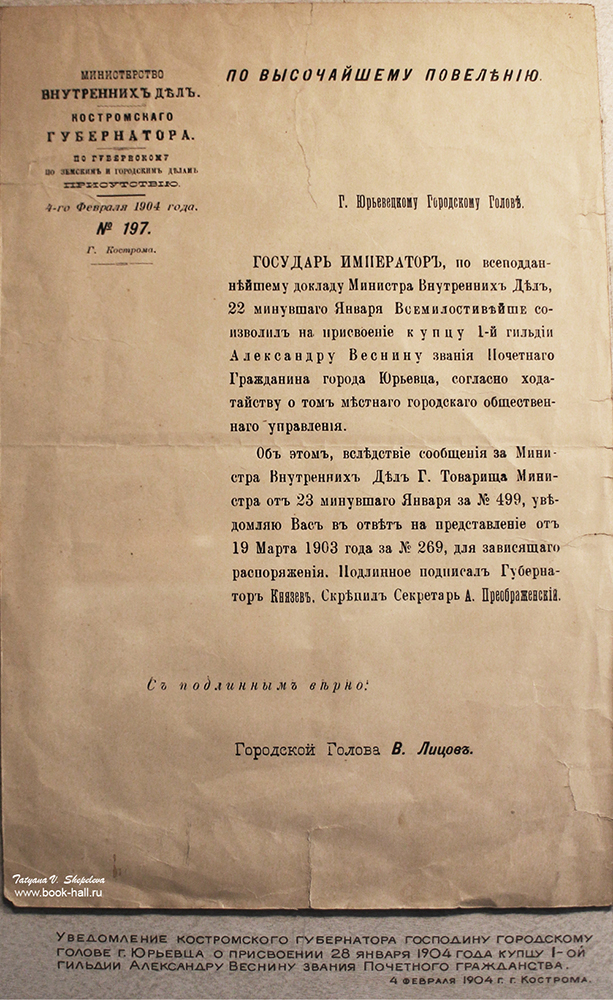 МИНИСТЕРСТВО
ВНУТРЕННИХЪ ДѢЛЪ.
КОСТРОМСКАГО
ГУБЕРНАТОРА.
ПО ГУБЕРНСКОМУ
ПО ЗЕМСКИМЪ И ГОРОДСКИМЪ ДѢЛАМЪ
ПРИСУТСТВІЮ.
4-го Февраля 1904 года.
№ 197.
Г. Кострома.
ПО ВЫСОЧАЙШЕМУ ПОВЕЛѢНІЮ.
Г. Юрьевецкому Городскому Головѣ.
ГОСУДАРЬ ИМПЕРАТОРЪ, по всеподдан-
нѣйшему докладу Министра Внутреннихъ Дѣлъ,
22 минувшаго Января Всемилостивѣйше со-
изволилъ на присвоеніе купцу 1-й гильдіи
Александру Веснину званія Почетнаго
Гражданина города Юрьевца, согласно хода-
тайству о томъ мѣстнаго городскаго обществен-
наго управленія.
Объ этомъ, вслѣдствіе сообщенія за Мини-
стра Внутреннихъ Дѣлъ Г. Товарища Мини-
стра отъ 23 минувшаго Января за № 499, увѣ-
домляю Васъ въ отвѣтъ на представленіе отъ
19 Марта 1903 года за № 269, для зависящаго
распоряженія. Подлинное подписалъ Губерна-
торъ Князевъ, Скрѣпилъ Секретарь А. Преображенскій.
Съ подлиннымъ вѣрно:
Городской Голова В. Лицовъ.
Tatyana V. Shepeleva
www.book-hall.ru
Уведомление костромского губернатора господину городскому
голове г. Юрьевца о присвоении 28 января 1904 года купцу 1-ой
гильдии Александру Веснину звания Почетного гражданства.
4 февраля 1904 г. г. Кострома.